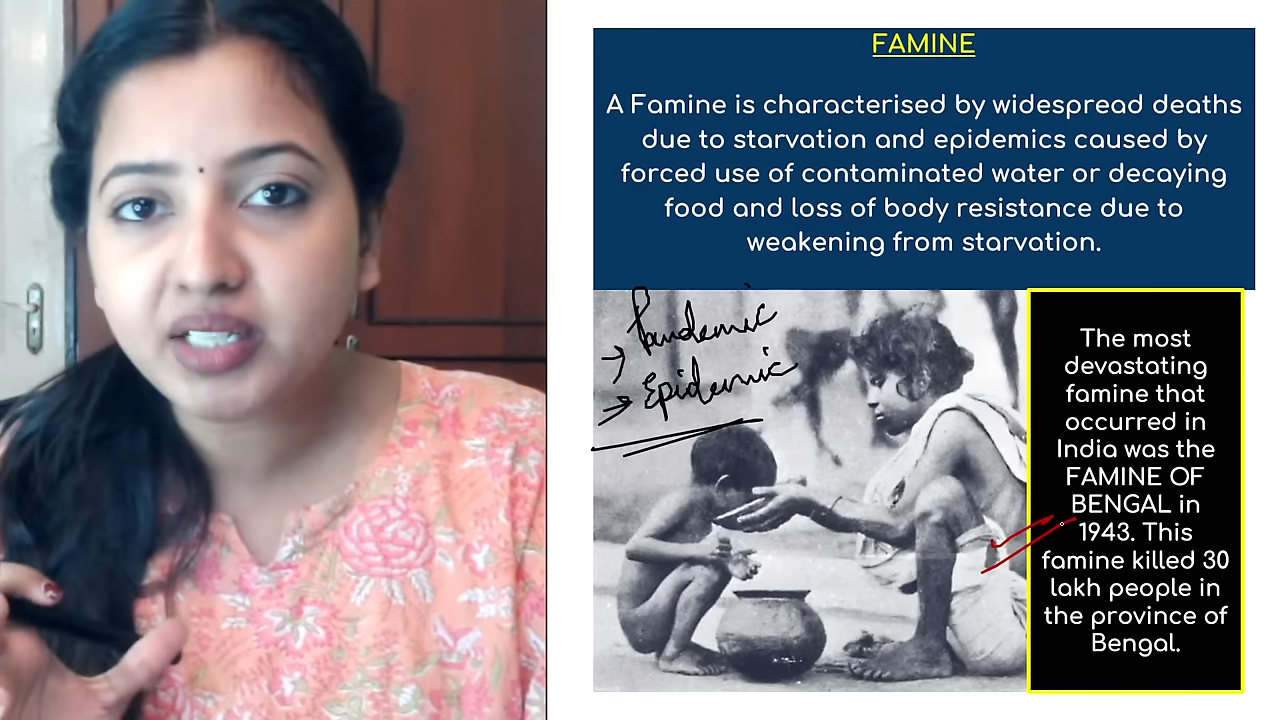 FAMINE
A Famine is characterised by widespread deaths
due to starvation and epidemics caused by
forced use of contaminated water or decaying
food and loss of body resistance due to
weakening from starvation.
Pandemic
Epidemic
The most
devastating
famine that
occurred in
India was the
FAMINE OF
BENGAL in
1943. This
famine killed 30
lakh people in
the province of
Bengal.